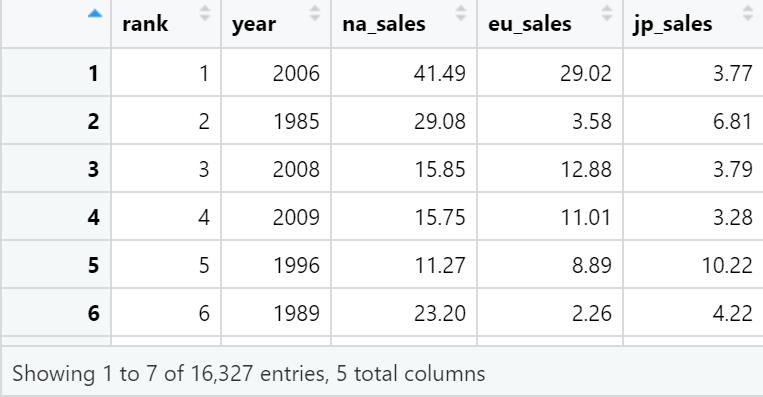 rank year na_sales eu_sales jp_sales
1 1 2006 41.49 29.02 3.77
2 2 1985 29.08 3.58 6.81
3 3 2008 15.85 12.88 3.79
4 4 2009 15.75 11.01 3.28
5 5 1996 11.27 8.89 10.22
6 6 1989 23.20 2.26 4.22
Showing 1 to 7 of 16,327 entries, 5 total columns